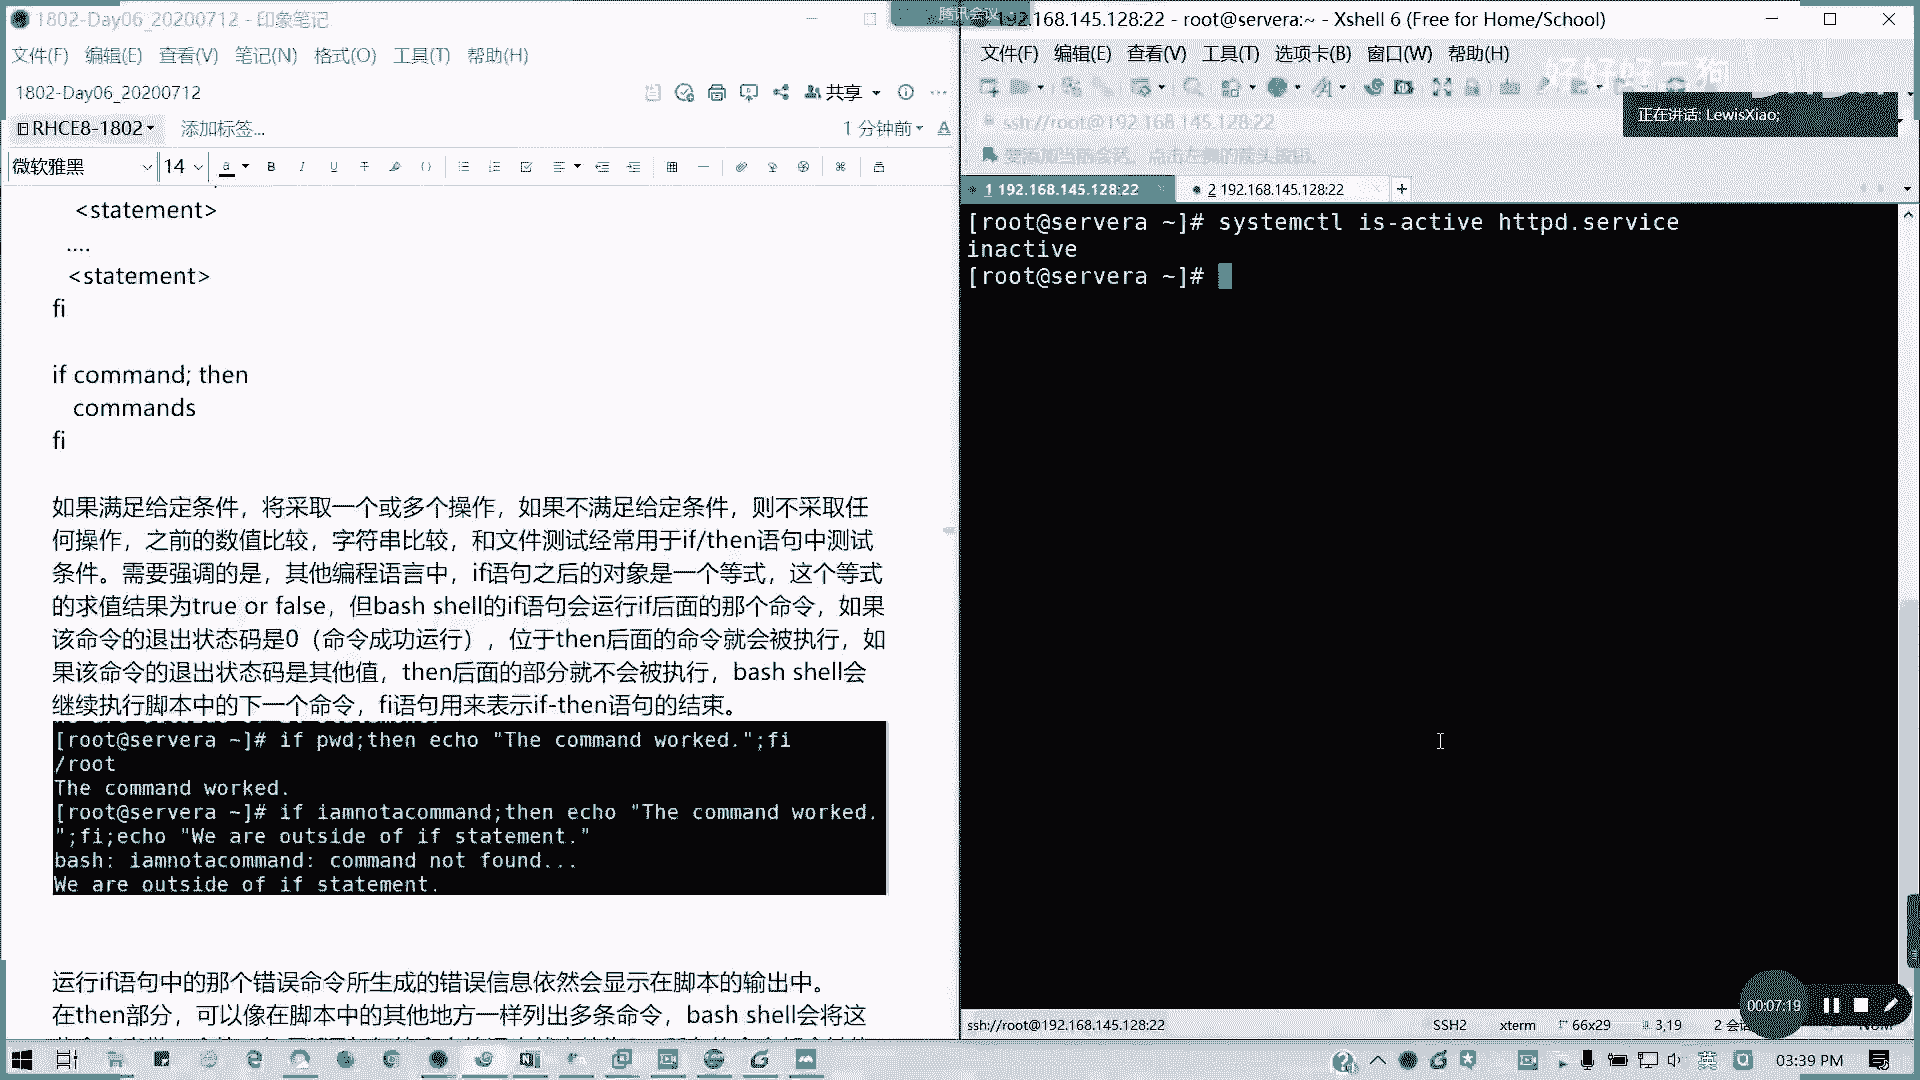 1802-Day06_20200712 - 印象笔记
文件(F) 编辑(E) 查看(V) 笔记(N) 格式(O) 工具(T) 帮助(H)
1802-Day06_20200712
共享
RHCE8-1802
添加标签...
1 分钟前
微软雅黑 14
<statement>
....
<statement>
fi
if command; then
commands
fi
如果满足给定条件，将采取一个或多个操作，如果不满足给定条件，则不采取任
何操作，之前的数值比较，字符串比较，和文件测试经常用于if/then语句中测试
条件。需要强调的是，其他编程语言中，if语句之后的对象是一个等式，这个等式
的求值结果为true or false，但bash shell的if语句会运行if后面的那个命令，如果
该命令的退出状态码是0（命令成功运行），位于then后面的命令就会被执行，如
果该命令的退出状态码是其他值，then后面的部分就不会被执行，bash shell会
继续执行脚本中的下一个命令，fi语句用来表示if-then语句的结束。
[root@servera ~]# if pwd;then echo "The command worked.";fi
/root
The command worked.
[root@servera ~]# if iamnotacommand;then echo "The command worked.
";fi;echo "We are outside of if statement."
bash: iamnotacommand: command not found...
We are outside of if statement.
运行if语句中的那个错误命令所生成的错误信息依然会显示在脚本的输出中。
在then部分，可以像在脚本中的其他地方一样列出多条命令，bash shell会将这
腾讯会议
192.168.145.128:22 - root@servera:~ - Xshell 6 (Free for Home/School)
文件(F) 编辑(E) 查看(V) 工具(T) 选项卡(B) 窗口(W) 帮助(H)
正在讲话: LewisXiao;
ssh://root@192.168.145.128:22
要添加当前会话，点击左侧的箭头按钮。
1 192.168.145.128:22
2 192.168.145.128:22
[root@servera ~]# systemctl is-active httpd.service
inactive
[root@servera ~]#
00:07:19
ssh://root@192.168.145.128:22 SSH2 xterm 66x29 3,19 2 会 NUM
英
03:39 PM